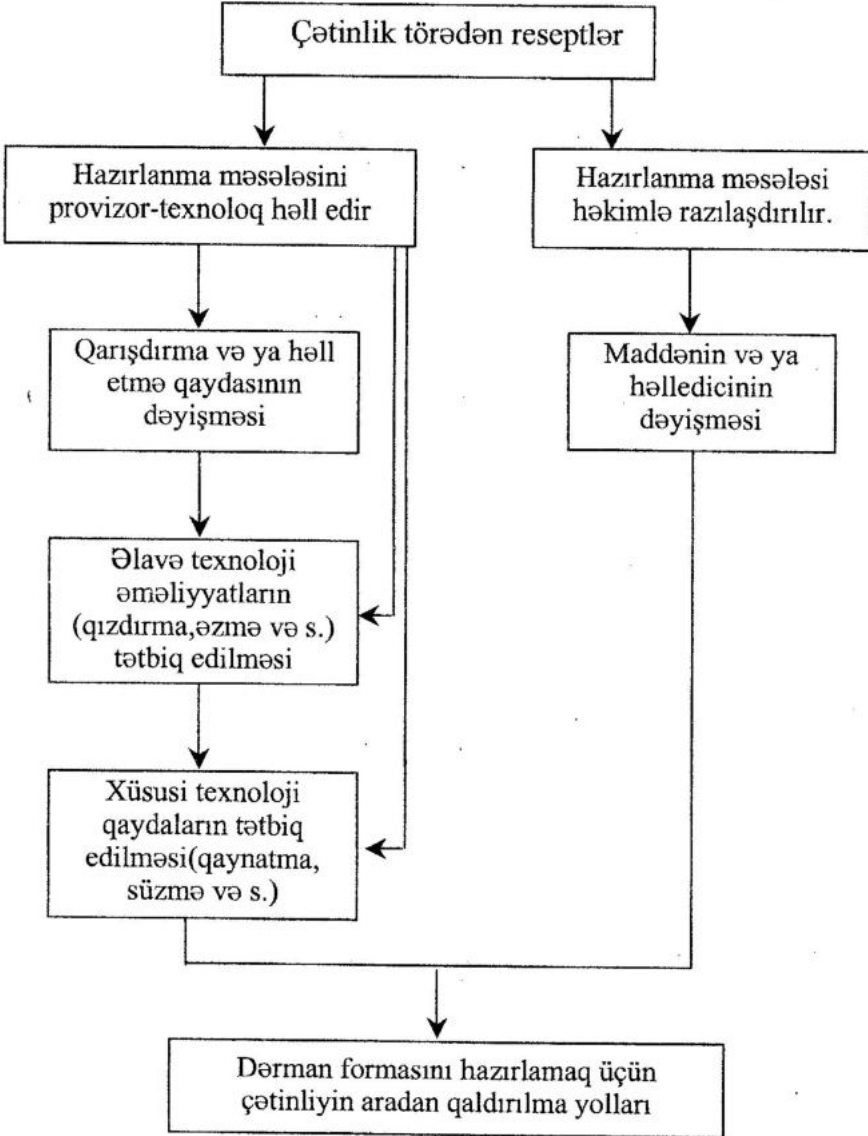 Çətinlik törədən reseptlər
Hazırlanma məsələsini
provizor-texnoloq həll edir
Hazırlanma məsələsi
həkimlə razılaşdırılır.
Qarışdırma və ya həll
etmə qaydasının
dəyişməsi
Maddənin və ya
həlledicinin
dəyişməsi
Əlavə texnoloji
əməliyyatların
(qızdırma,əzmə və s.)
tətbiq edilməsi
Xüsusi texnoloji
qaydaların tətbiq
edilməsi(qaynatma,
süzmə və s.)
Dərman formasını hazırlamaq üçün
çətinliyin aradan qaldırılma yolları